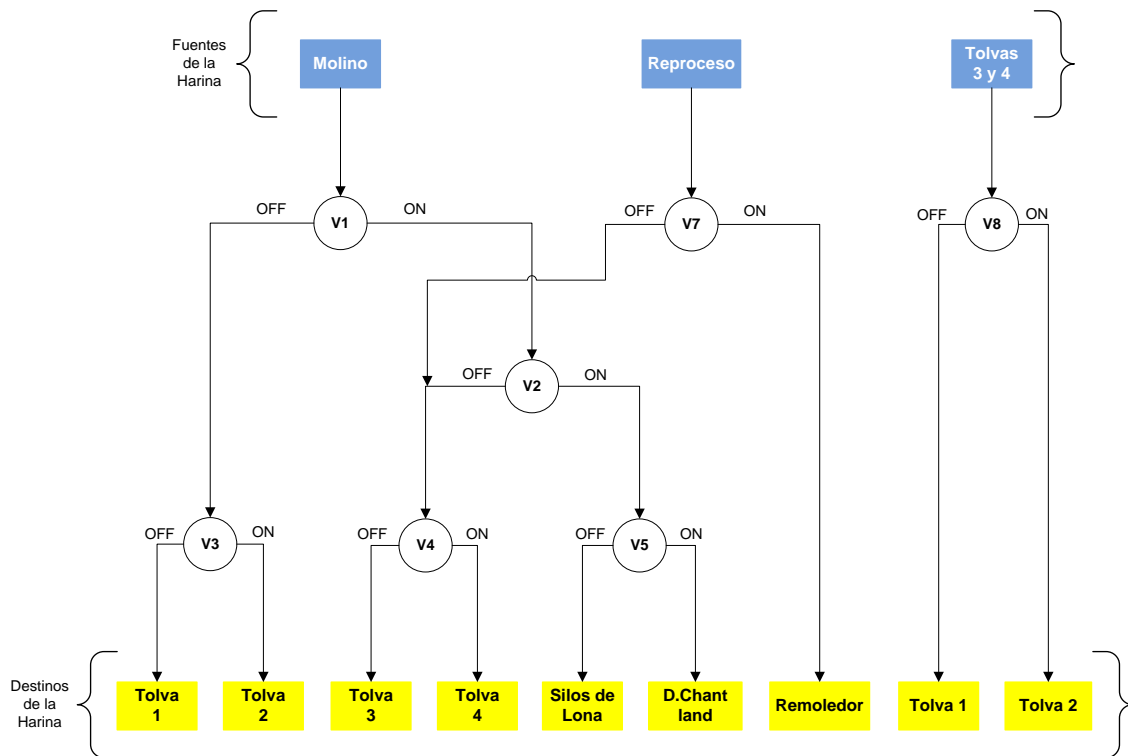 Fuentes
de la
Harina
Molino
Reproceso
Tolvas
3 y 4
OFF
V1
ON
OFF
V7
ON
OFF
V8
ON
OFF
V2
ON
OFF
V3
ON
OFF
V4
ON
OFF
V5
ON
Destinos
de la
Harina
Tolva
1
Tolva
2
Tolva
3
Tolva
4
Silos de
Lona
D.Chant
land
Remoledor
Tolva 1
Tolva 2